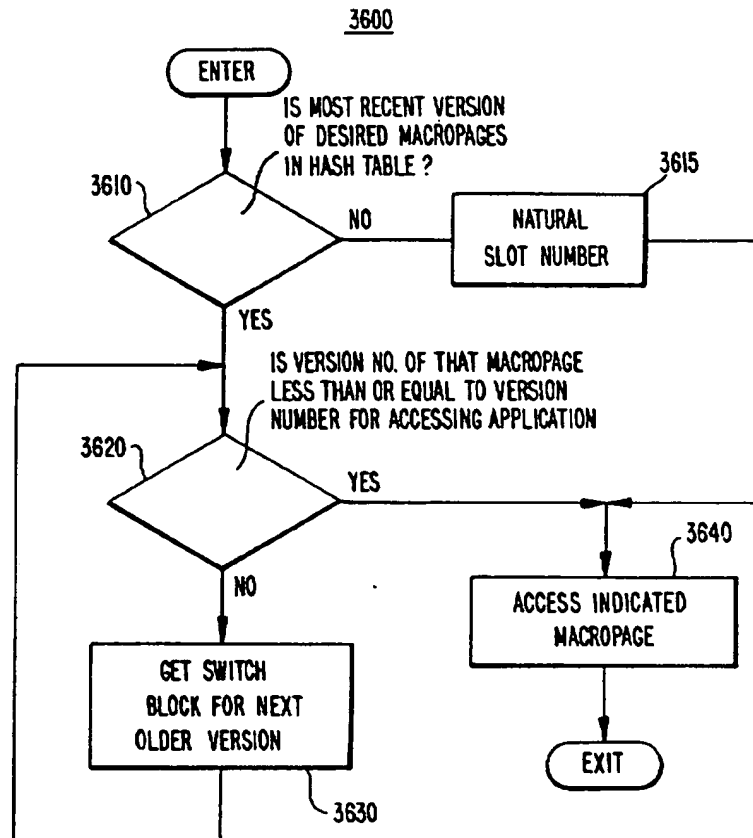 3600
ENTER
IS MOST RECENT VERSION
OF DESIRED MACROPAGES
IN HASH TABLE ?
3610
3615
NO
NATURAL
SLOT NUMBER
YES
IS VERSION NO. OF THAT MACROPAGE
LESS THAN OR EQUAL TO VERSION
NUMBER FOR ACCESSING APPLICATION
3620
YES
3640
NO
ACCESS INDICATED
MACROPAGE
GET SWITCH
BLOCK FOR NEXT
OLDER VERSION
EXIT
3630